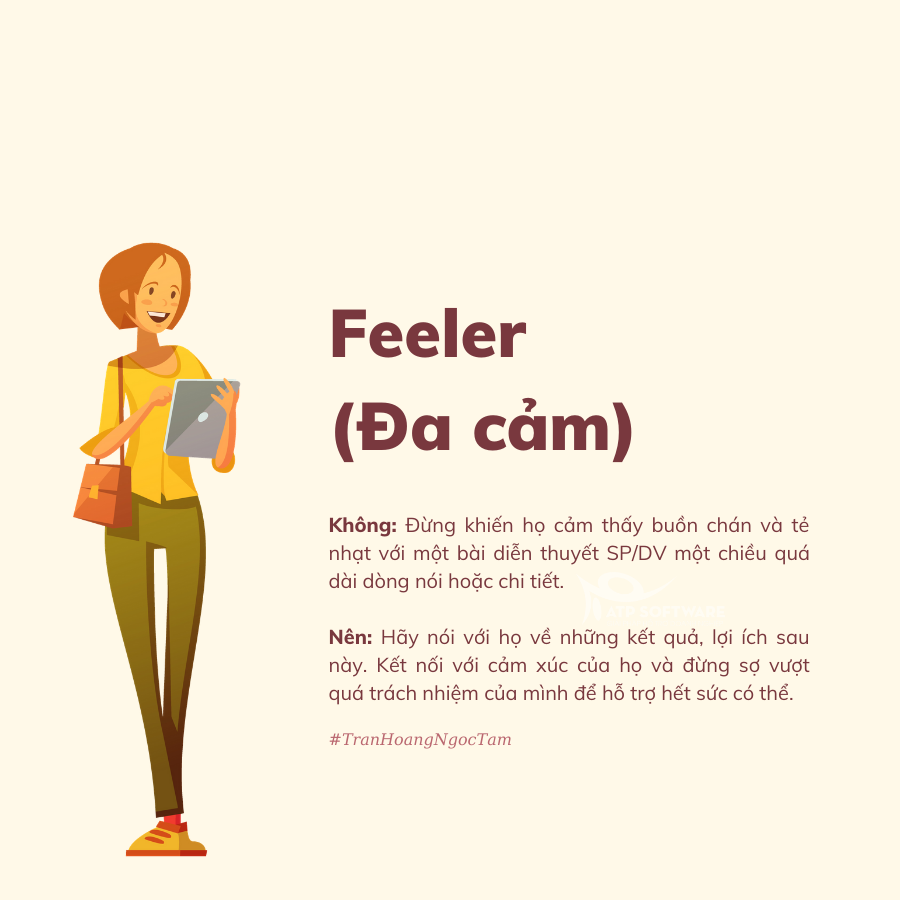 Feeler
(Đa cảm)
Không: Đừng khiến họ cảm thấy buồn chán và tẻ
nhạt với một bài diễn thuyết SP/DV một chiều quá
dài dòng nói hoặc chi tiết.
ATP SOFTWARE
Nên: Hãy nói với họ về những kết quả, lợi ích sau
này. Kết nối với cảm xúc của họ và đừng sợ vượt
quá trách nhiệm của mình để hỗ trợ hết sức có thể.
#TranHoangNgocTam